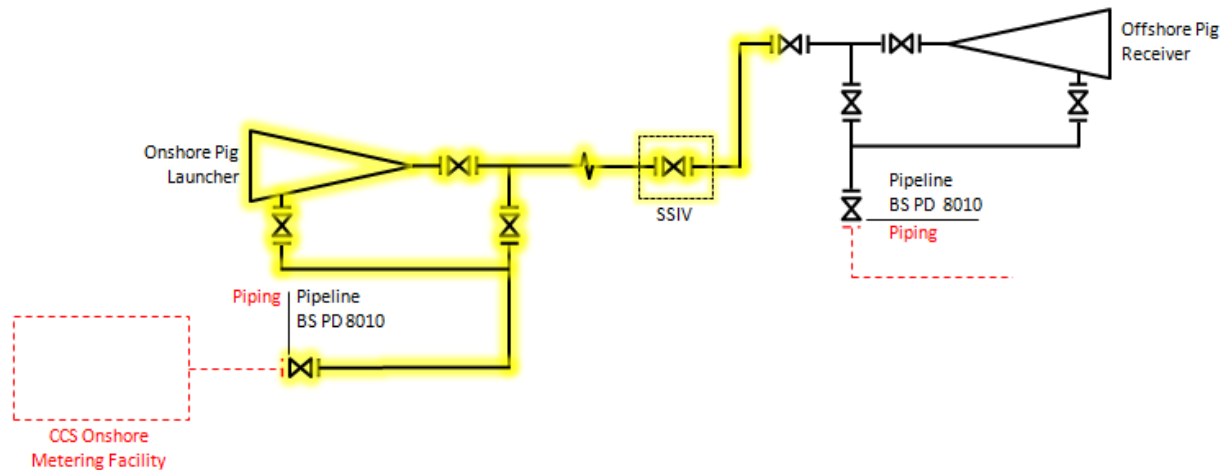 Offshore Pig
Receiver
Onshore Pig
Launcher
SSIV
Pipeline
BS PD 8010
Piping
Piping
Pipeline
BS PD 8010
CCS Onshore
Metering Facility